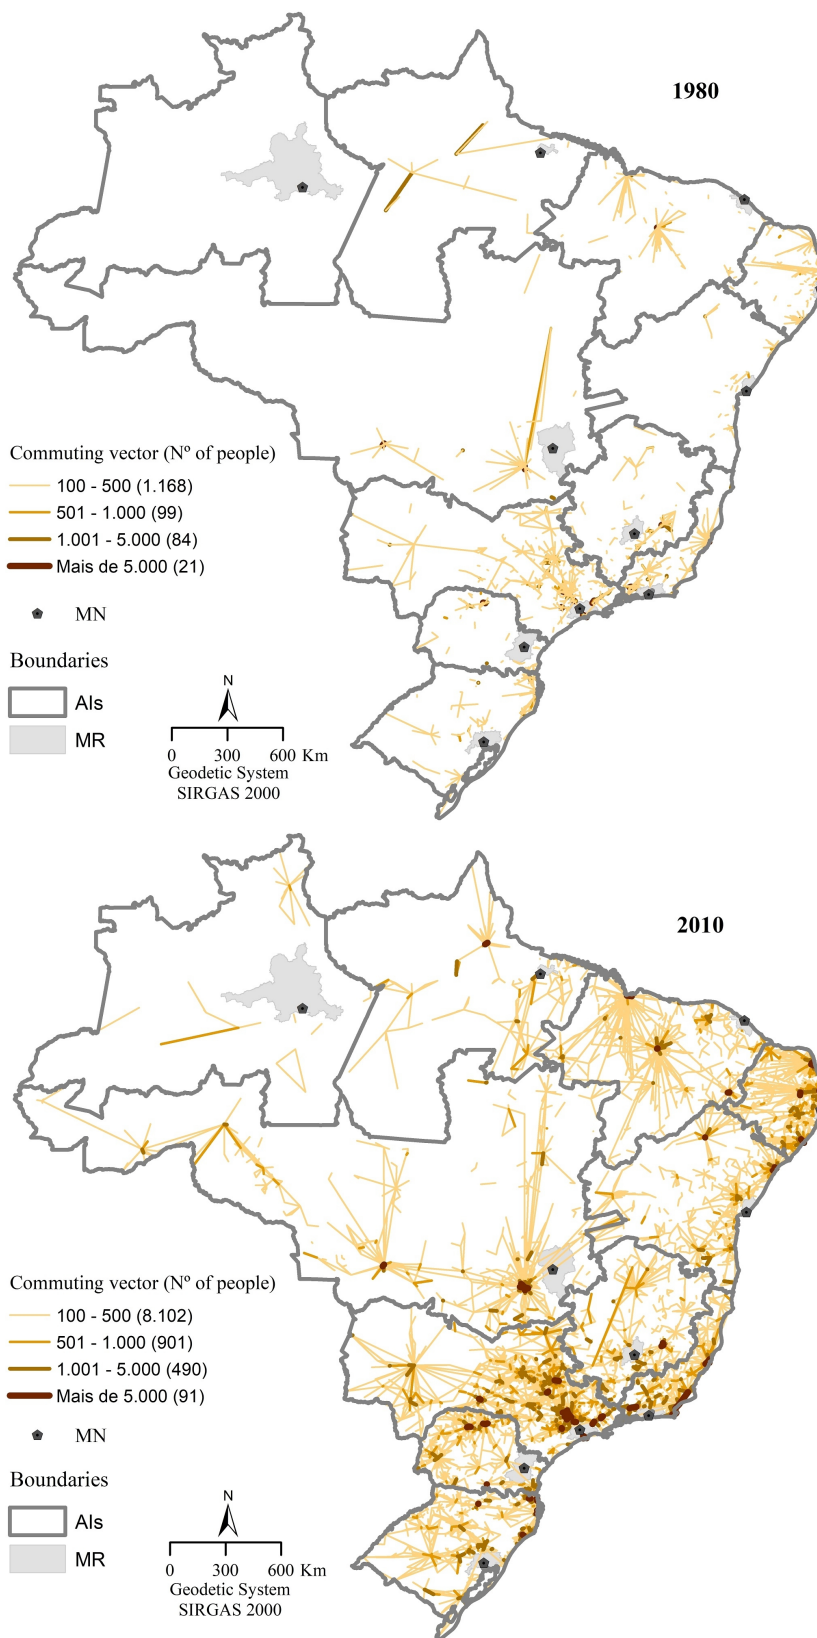 1980
Commuting vector (Nº of people)
100 - 500 (1.168)
501 - 1.000 (99)
1.001 - 5.000 (84)
Mais de 5.000 (21)
MN
Boundaries
AIs
MR
N
0 300 600 Km
Geodetic System
SIRGAS 2000
2010
Commuting vector (Nº of people)
100 - 500 (8.102)
501 - 1.000 (901)
1.001 - 5.000 (490)
Mais de 5.000 (91)
MN
Boundaries
AIs
MR
N
0 300 600 Km
Geodetic System
SIRGAS 2000